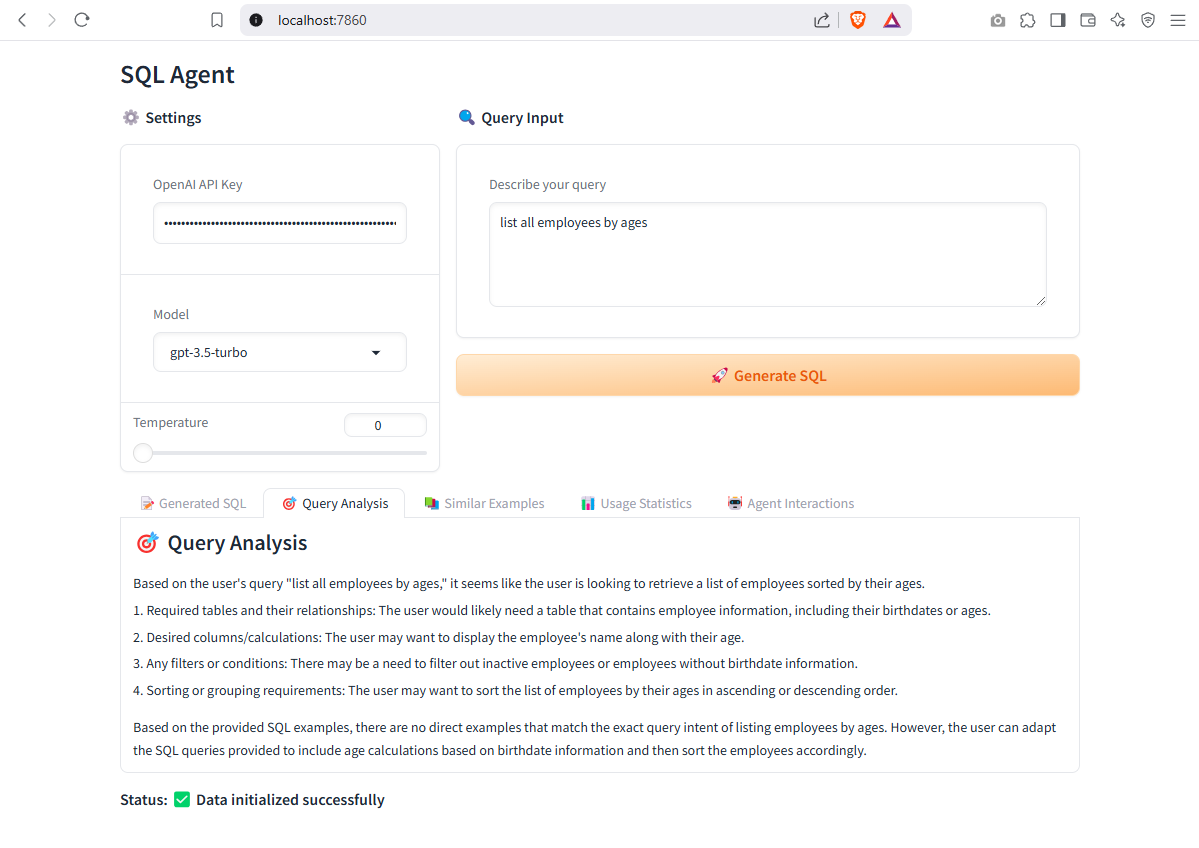 localhost:7860
SQL Agent
Settings
Query Input
OpenAI API Key
Describe your query
list all employees by ages
Model
gpt-3.5-turbo
Generate SQL
Temperature
0
Generated SQL
Query Analysis
Similar Examples
Usage Statistics
Agent Interactions
Query Analysis
Based on the user's query "list all employees by ages," it seems like the user is looking to retrieve a list of employees sorted by their ages.
1. Required tables and their relationships: The user would likely need a table that contains employee information, including their birthdates or ages.
2. Desired columns/calculations: The user may want to display the employee's name along with their age.
3. Any filters or conditions: There may be a need to filter out inactive employees or employees without birthdate information.
4. Sorting or grouping requirements: The user may want to sort the list of employees by their ages in ascending or descending order.
Based on the provided SQL examples, there are no direct examples that match the exact query intent of listing employees by ages. However, the user can adapt
the SQL queries provided to include age calculations based on birthdate information and then sort the employees accordingly.
Status: ✅ Data initialized successfully